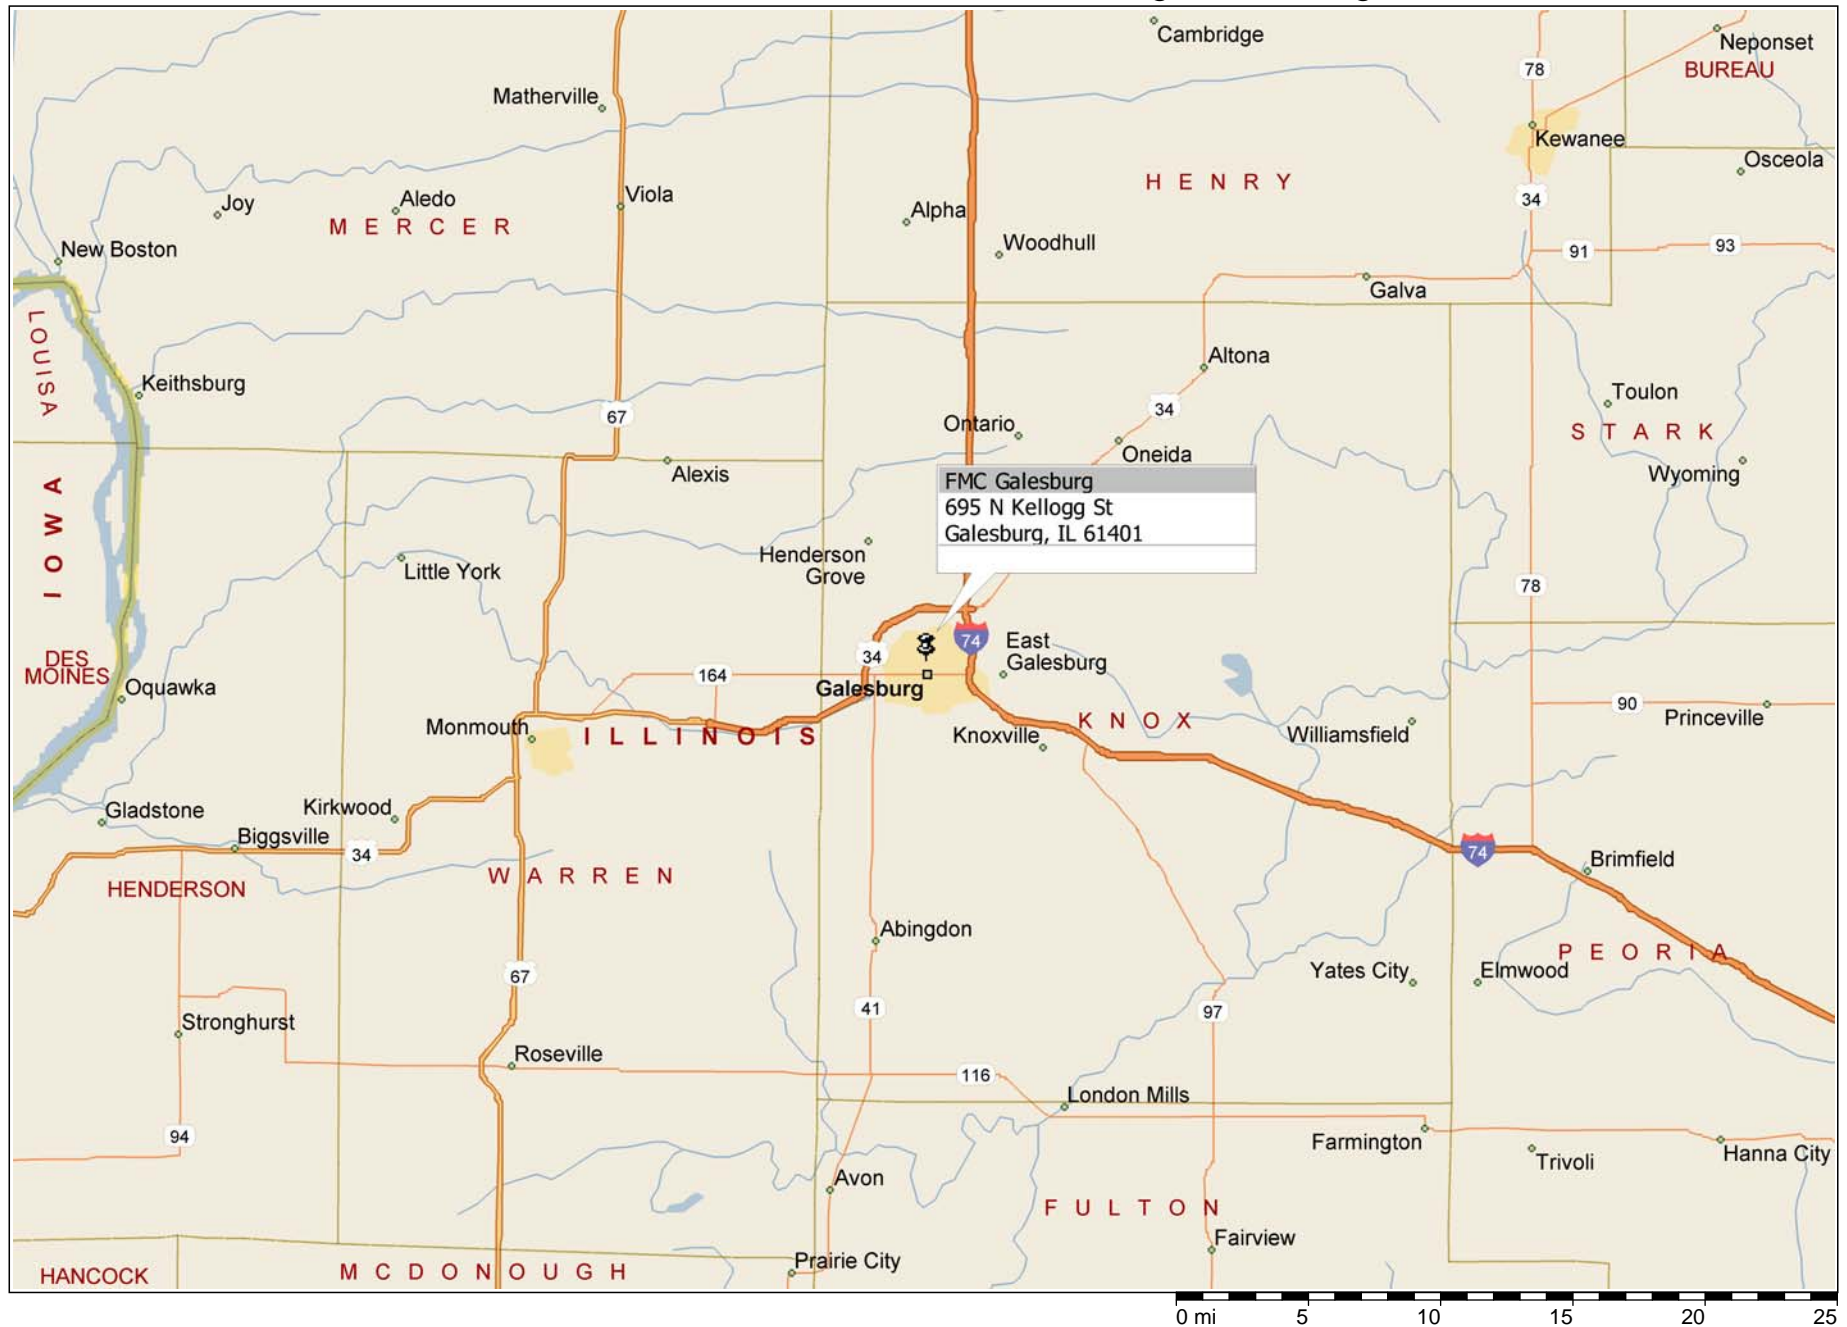 Cambridge
Neponset
BUREAU
78
Matherville
Kewanee
Osceola
HENRY
34
Joy
Aledo
Viola
MERCER
Alpha
Woodhull
New Boston
91
93
Galva
LOUISA
Altona
Keithsburg
Toulon
67
34
Ontario
STARK
Oneida
Alexis
Wyoming
IOWA
FMC Galesburg
695 N Kellogg St
Galesburg, IL 61401
Henderson
Grove
Little York
78
34
74
East
Galesburg
DES
MOINES
Oquawka
164
Galesburg
90
Princeville
Monmouth
ILLINOIS
Knoxville
KNOX
Williamsfield
Gladstone
Kirkwood
Biggsville
34
74
Brimfield
HENDERSON
WARREN
Abingdon
PEORIA
67
Yates City
Elmwood
41
97
Stronghurst
Roseville
116
London Mills
94
Farmington
Trivoli
Hanna City
Avon
FULTON
Fairview
Prairie City
HANCOCK
MCDONOUGH
0 mi 5 10 15 20 25